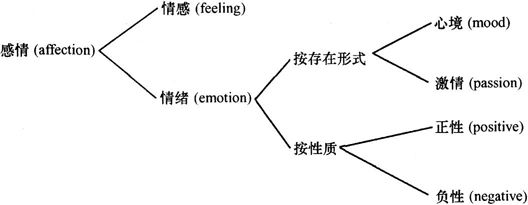 情感 (feeling)
感情 (affection)
情绪 (emotion)
按存在形式
心境 (mood)
激情 (passion)
按性质
正性 (positive)
负性 (negative)